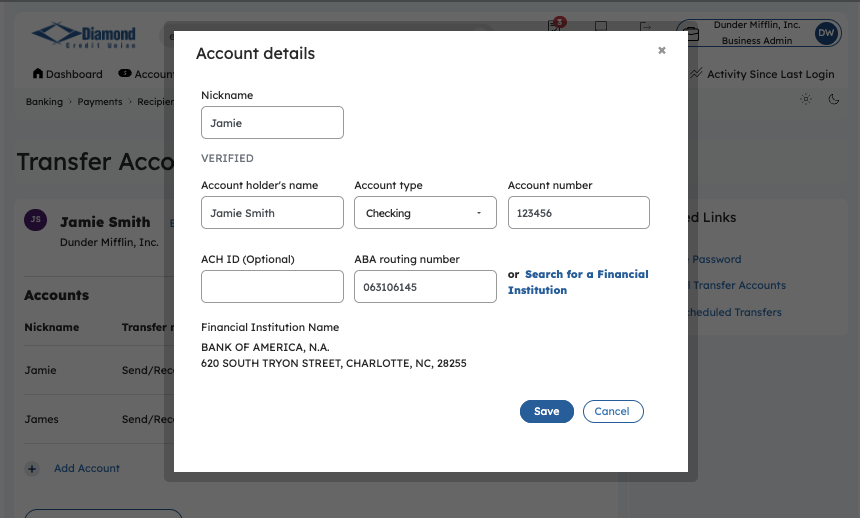 Diamond
Credit Union
3
Dunder Mifflin, Inc.
Business Admin
DW
Dashboard
Accoun
Activity Since Last Login
Banking > Payments > Recipien
Transfer Acco
JS
Jamie Smith
Dunder Mifflin, Inc.
Accounts
Nickname
Transfer
Jamie
Send/Rec
James
Send/Rec
+ Add Account
ed Links
Password
l Transfer Accounts
cheduled Transfers
Account details
×
Nickname
Jamie
VERIFIED
Account holder's name
Account type
Account number
Jamie Smith
Checking
123456
ACH ID (Optional)
ABA routing number
063106145
or Search for a Financial
Institution
Financial Institution Name
BANK OF AMERICA, N.A.
620 SOUTH TRYON STREET, CHARLOTTE, NC, 28255
Save
Cancel